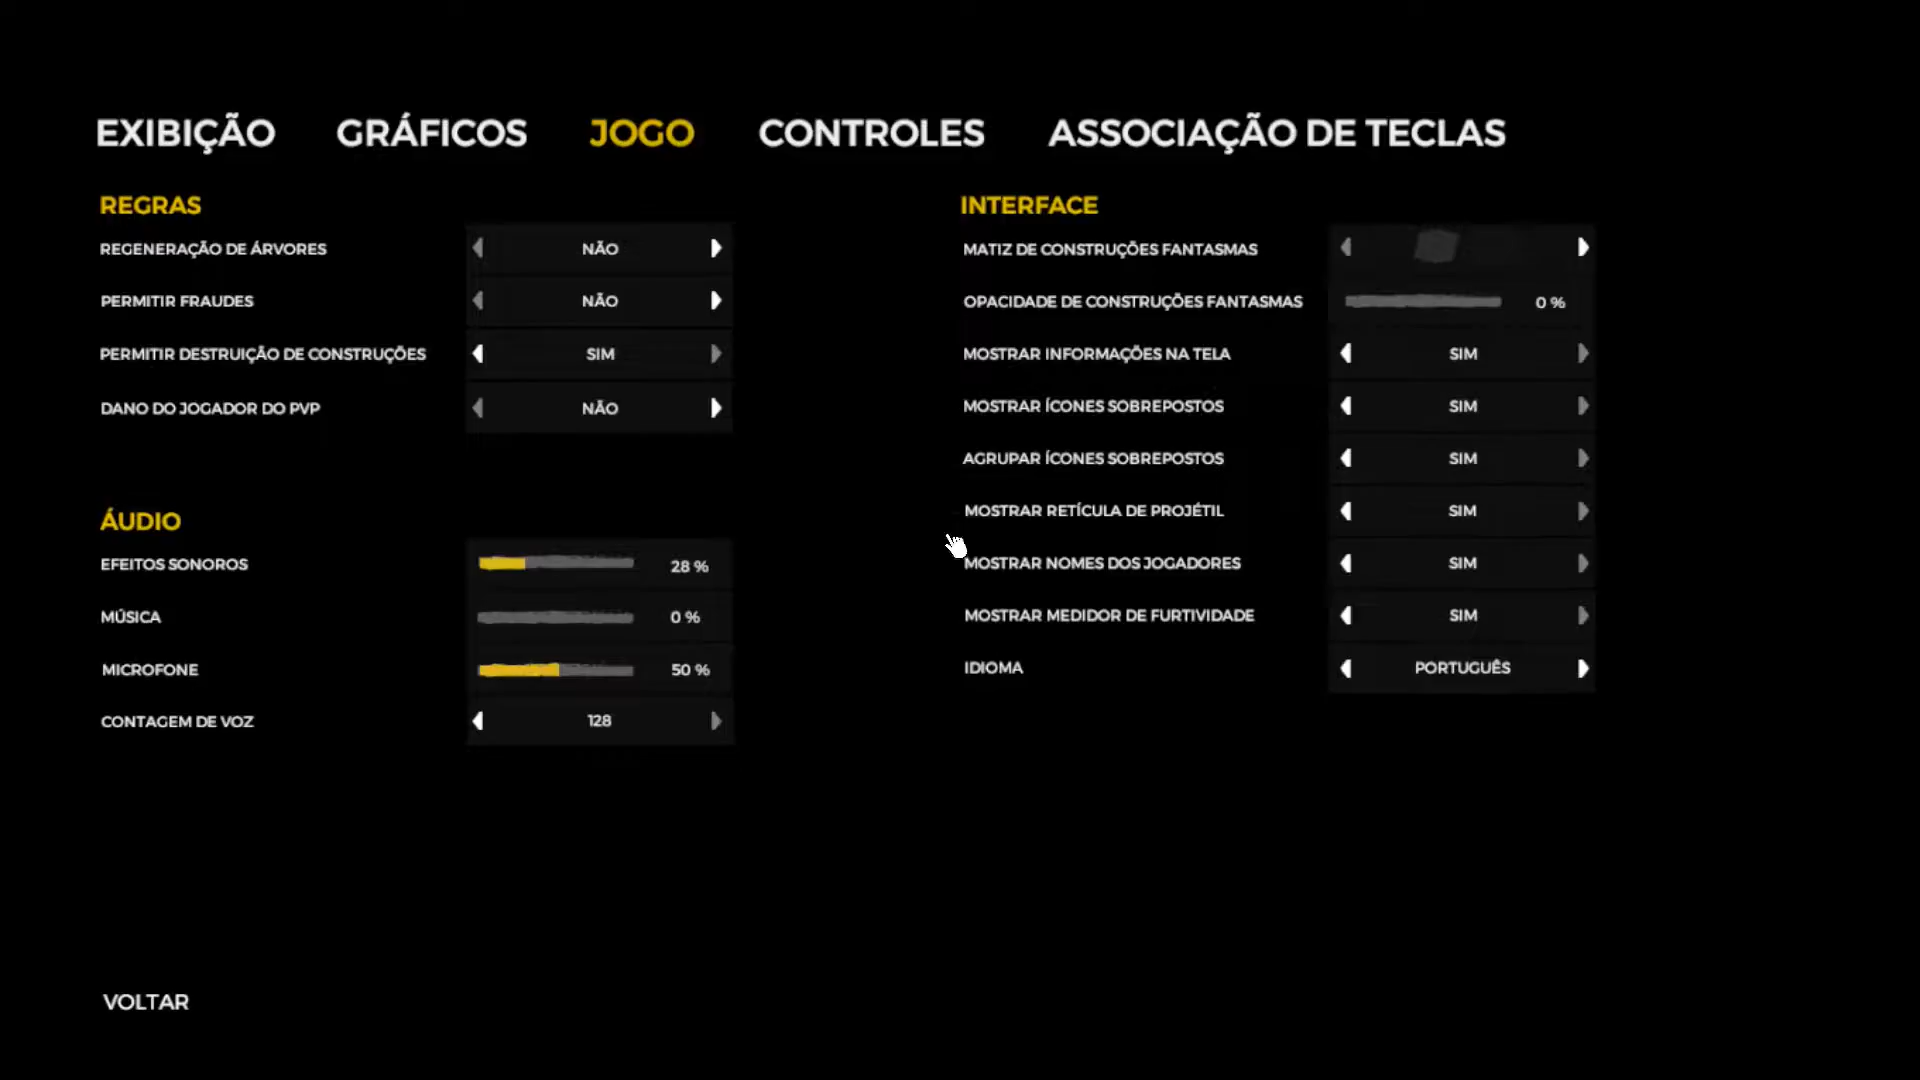 EXIBIÇÃO GRÁFICOS JOGO CONTROLES ASSOCIAÇÃO DE TECLAS
REGRAS
REGENERAÇÃO DE ÁRVORES NÃO
PERMITIR FRAUDES NÃO
PERMITIR DESTRUIÇÃO DE CONSTRUÇÕES SIM
DANO DO JOGADOR DO PVP NÃO
ÁUDIO
EFEITOS SONOROS 28 %
MÚSICA 0 %
MICROFONE 50 %
CONTAGEM DE VOZ 128
INTERFACE
MATIZ DE CONSTRUÇÕES FANTASMAS
OPACIDADE DE CONSTRUÇÕES FANTASMAS 0 %
MOSTRAR INFORMAÇÕES NA TELA SIM
MOSTRAR ÍCONES SOBREPOSTOS SIM
AGRUPAR ÍCONES SOBREPOSTOS SIM
MOSTRAR RETÍCULA DE PROJÉTIL SIM
MOSTRAR NOMES DOS JOGADORES SIM
MOSTRAR MEDIDOR DE FURTIVIDADE SIM
IDIOMA PORTUGUÊS
VOLTAR